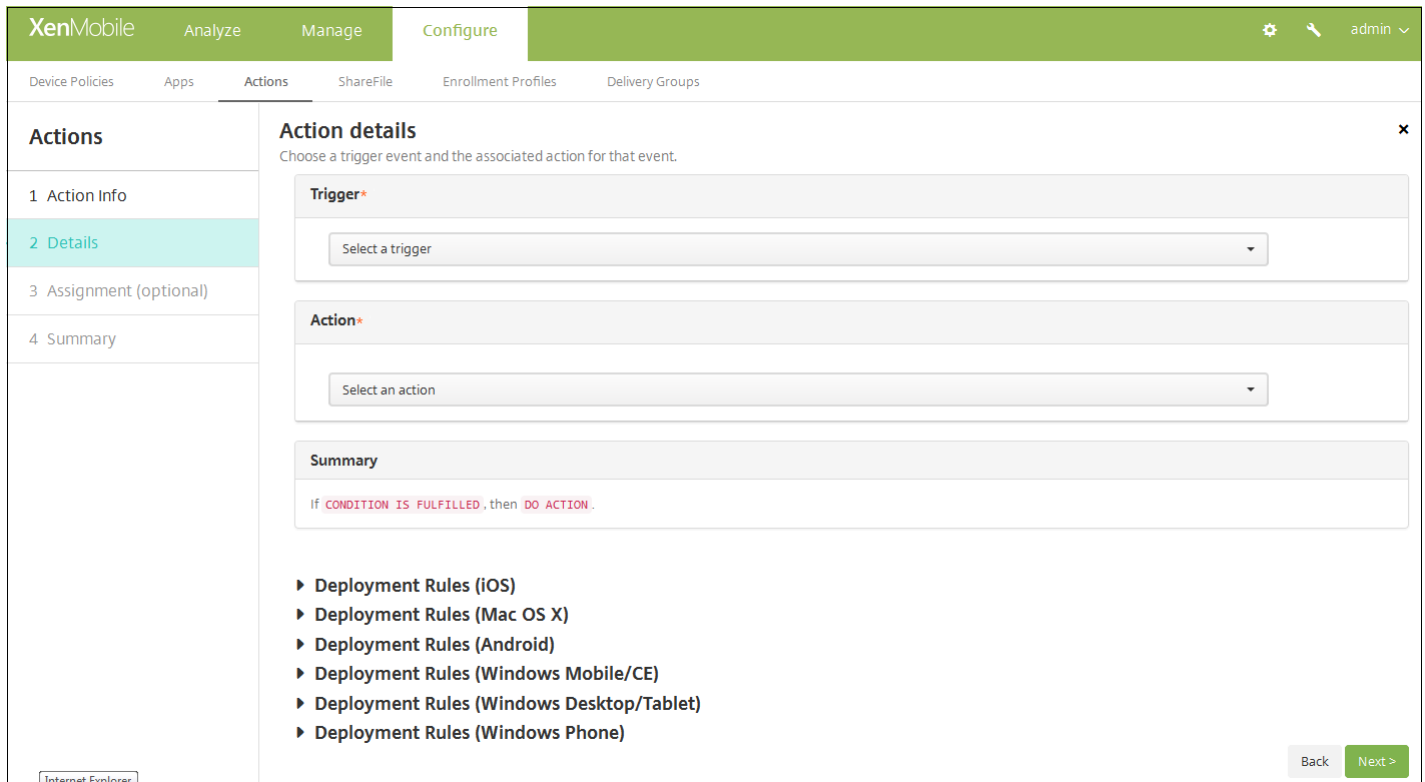 XenMobile Analyze Manage Configure admin
Device Policies Apps Actions ShareFile Enrollment Profiles Delivery Groups
Actions
1 Action Info
2 Details
3 Assignment (optional)
4 Summary
Action details
Choose a trigger event and the associated action for that event.
Trigger*
Select a trigger
Action*
Select an action
Summary
If CONDITION IS FULFILLED, then DO ACTION.
Deployment Rules (iOS)
Deployment Rules (Mac OS X)
Deployment Rules (Android)
Deployment Rules (Windows Mobile/CE)
Deployment Rules (Windows Desktop/Tablet)
Deployment Rules (Windows Phone)
Back Next >
Internet Explorer